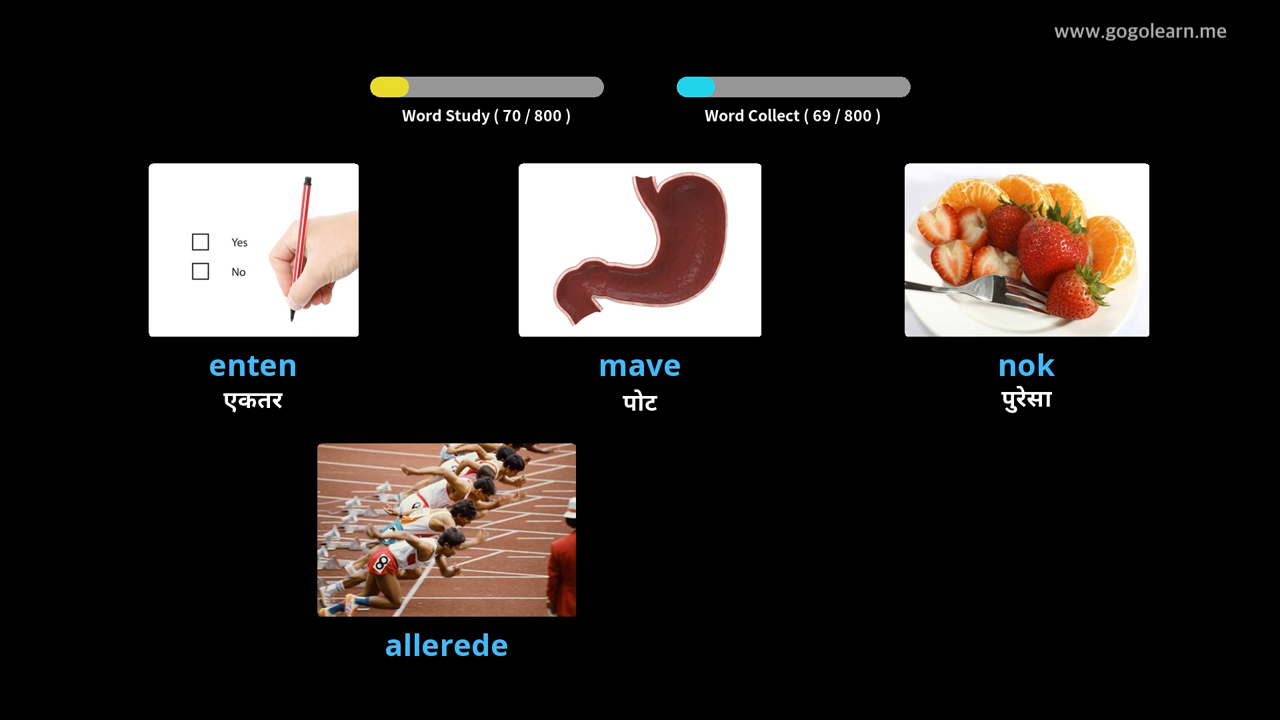 www.gogolearn.me
Word Study ( 70 / 800 )
Word Collect ( 69 / 800 )
Yes
No
enten
mave
nok
एकतर
पोट
पुरेसा
allerede